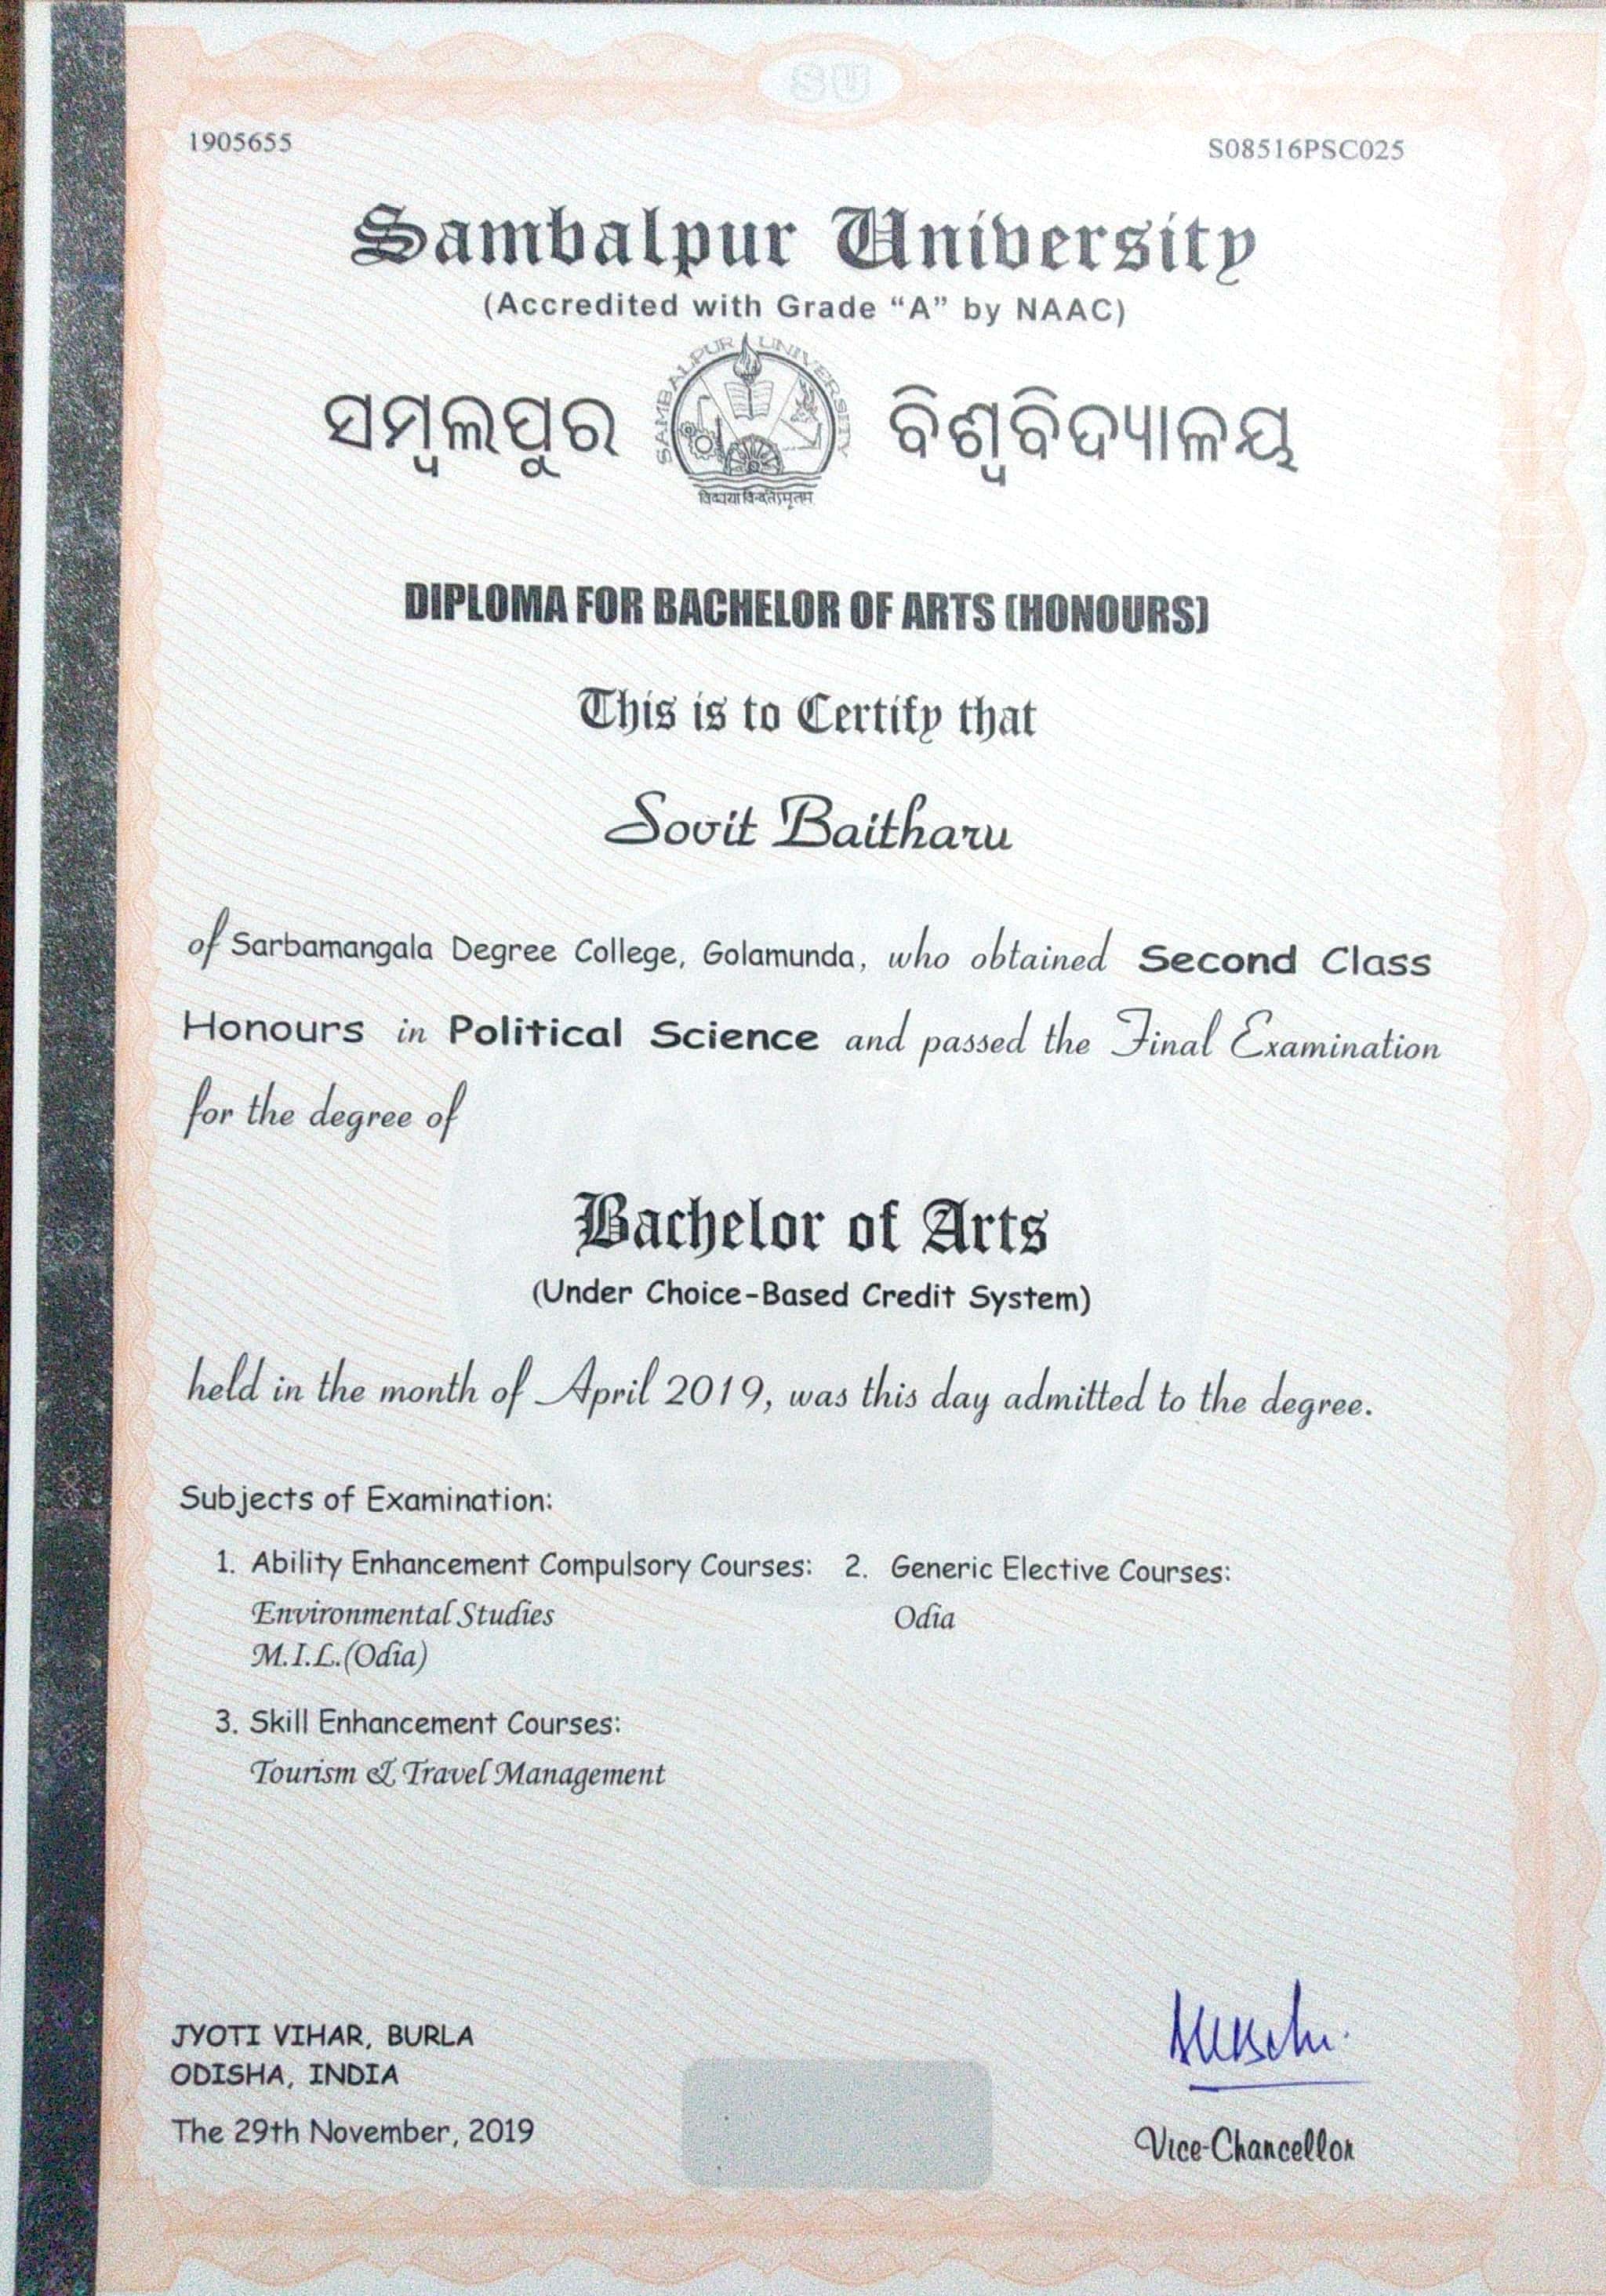 SU
1905655
S08516PSC025
Sambalpur University
(Accredited with Grade “A” by NAAC)
SAMBALPUR UNIVERSITY
ସମ୍ବଲପୁର ବିଶ୍ୱବିଦ୍ୟାଳୟ
DIPLOMA FOR BACHELOR OF ARTS (HONOURS)
This is to Certify that
Sovit Baitharu
of Sarbamangala Degree College, Golamunda, who obtained Second Class
Honours in Political Science and passed the Final Examination
for the degree of
Bachelor of Arts
(Under Choice-Based Credit System)
held in the month of April 2019, was this day admitted to the degree.
Subjects of Examination:
1. Ability Enhancement Compulsory Courses: 2. Generic Elective Courses:
Environmental Studies Odia
M.I.L.(Odia)
3. Skill Enhancement Courses:
Tourism & Travel Management
JYOTI VIHAR, BURLA
ODISHA, INDIA
The 29th November, 2019
Vice-Chancellor